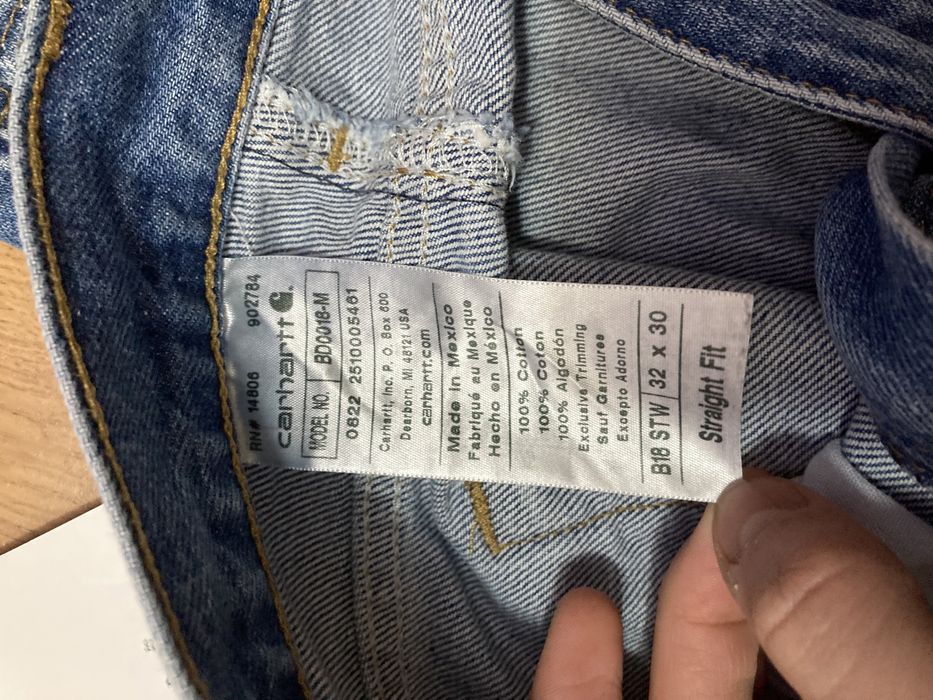 RN# 14806 902784
carhartt
MODEL NO. BD0018-M
0822 2510005461
Carhartt, Inc. P. O. Box 600
Dearborn, MI 48121 USA
carhartt.com
Made in Mexico
Fabriqué au Mexique
Hecho en México
100% Cotton
100% Coton
100% Algodón
Exclusive Trimming
Sauf Garnitures
Excepto Adorno
B18 STW 32 x 30
Straight Fit